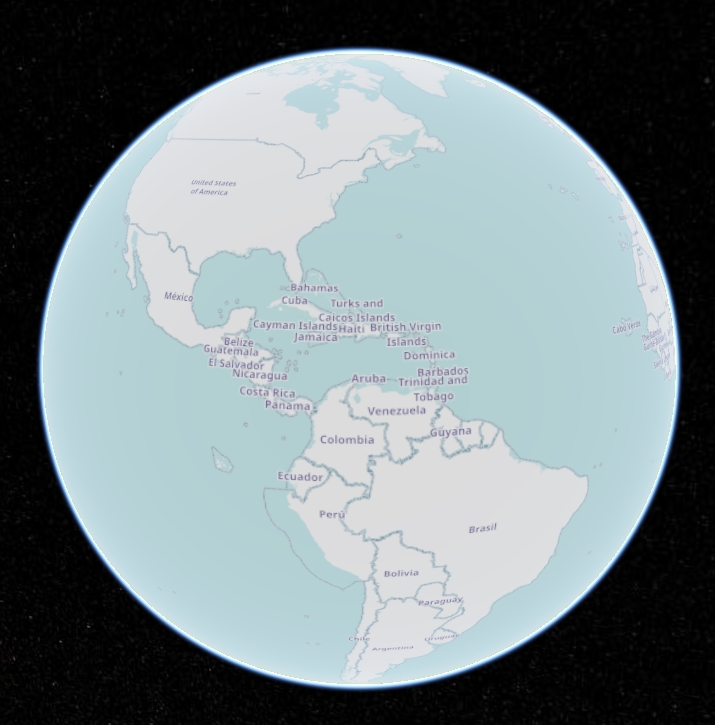 United States
of America
México
Bahamas
Cuba
Turks and
Caicos Islands
Cayman Islands
Haiti
British Virgin
Islands
Jamaica
Belize
Guatemala
Dominica
El Salvador
Nicaragua
Barbados
Aruba
Trinidad and
Tobago
Costa Rica
Panama
Venezuela
Guyana
Colombia
Ecuador
Perú
Brasil
Bolivia
Paraguay
Chile
Argentina
Uruguay
Cabo Verde